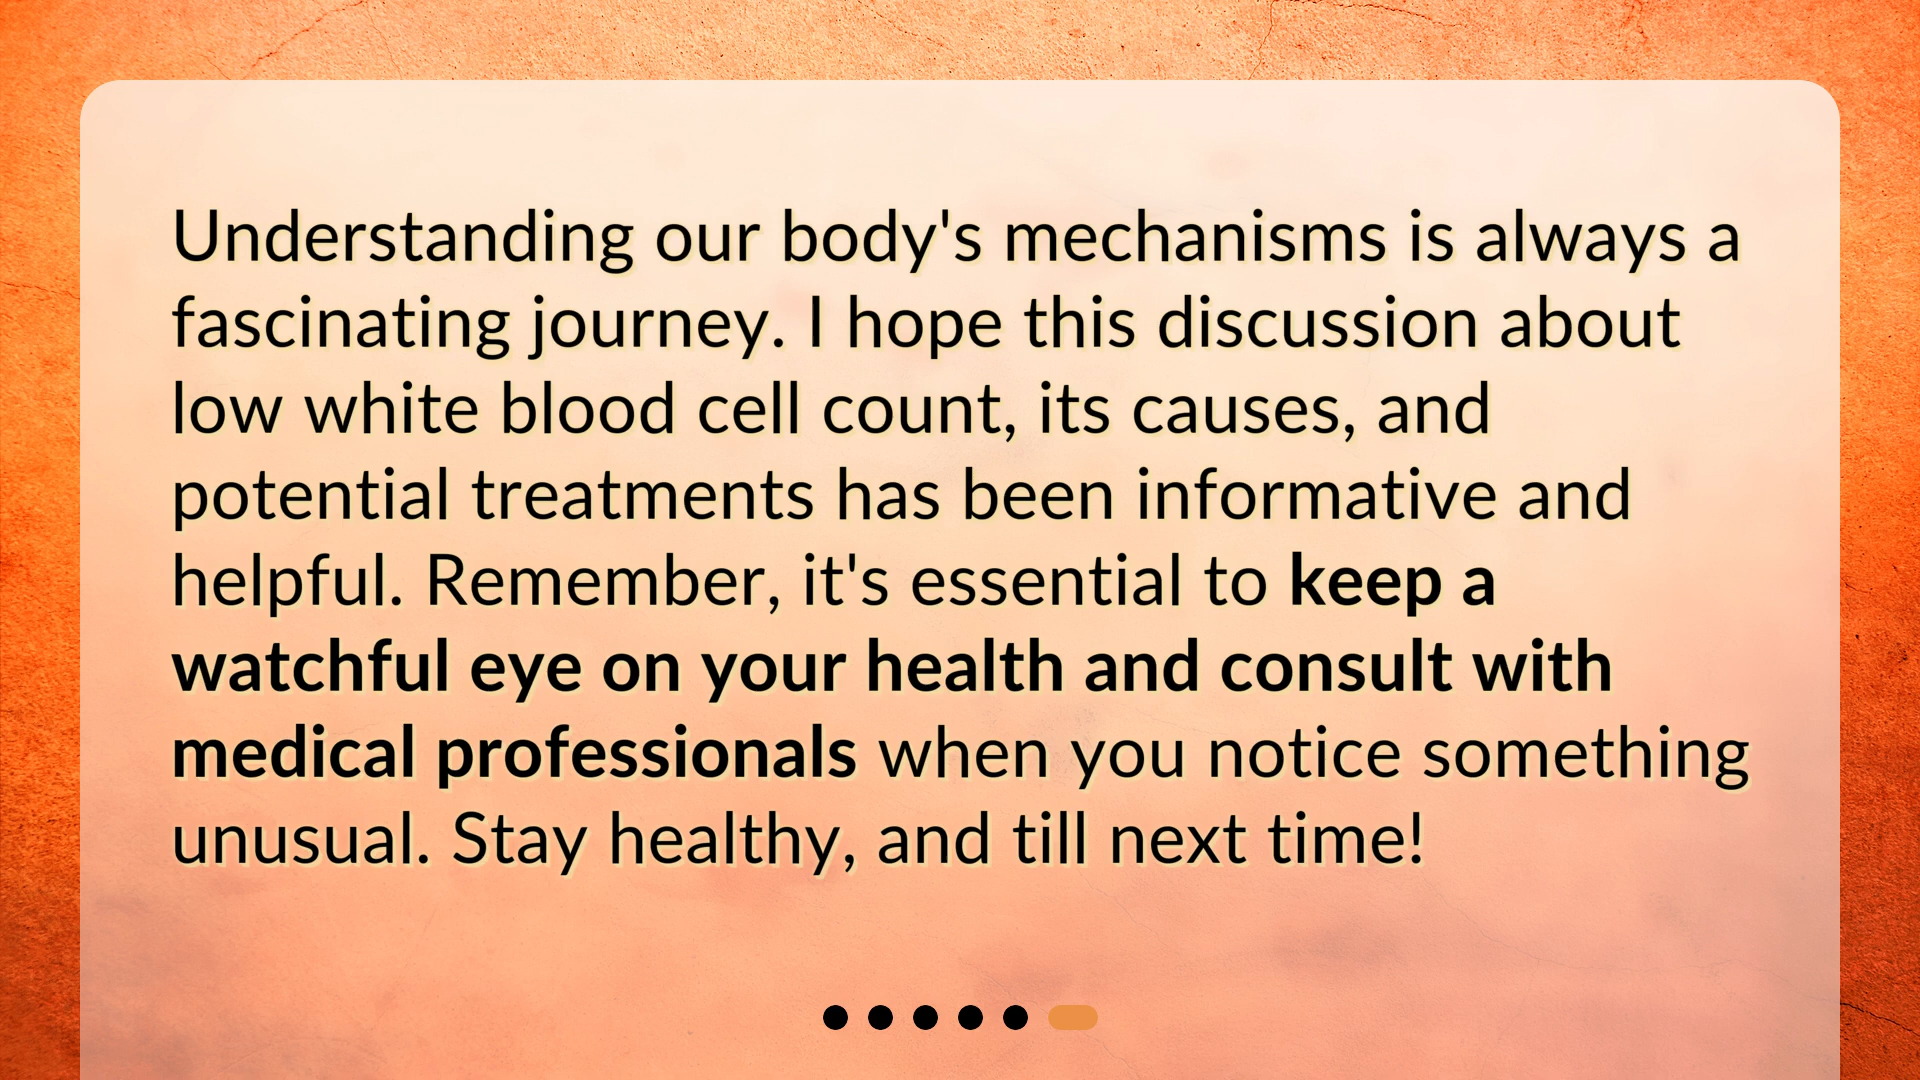 Understanding our body's mechanisms is always a
fascinating journey. I hope this discussion about
low white blood cell count, its causes, and
potential treatments has been informative and
helpful. Remember, it's essential to keep a
watchful eye on your health and consult with
medical professionals when you notice something
unusual. Stay healthy, and till next time!